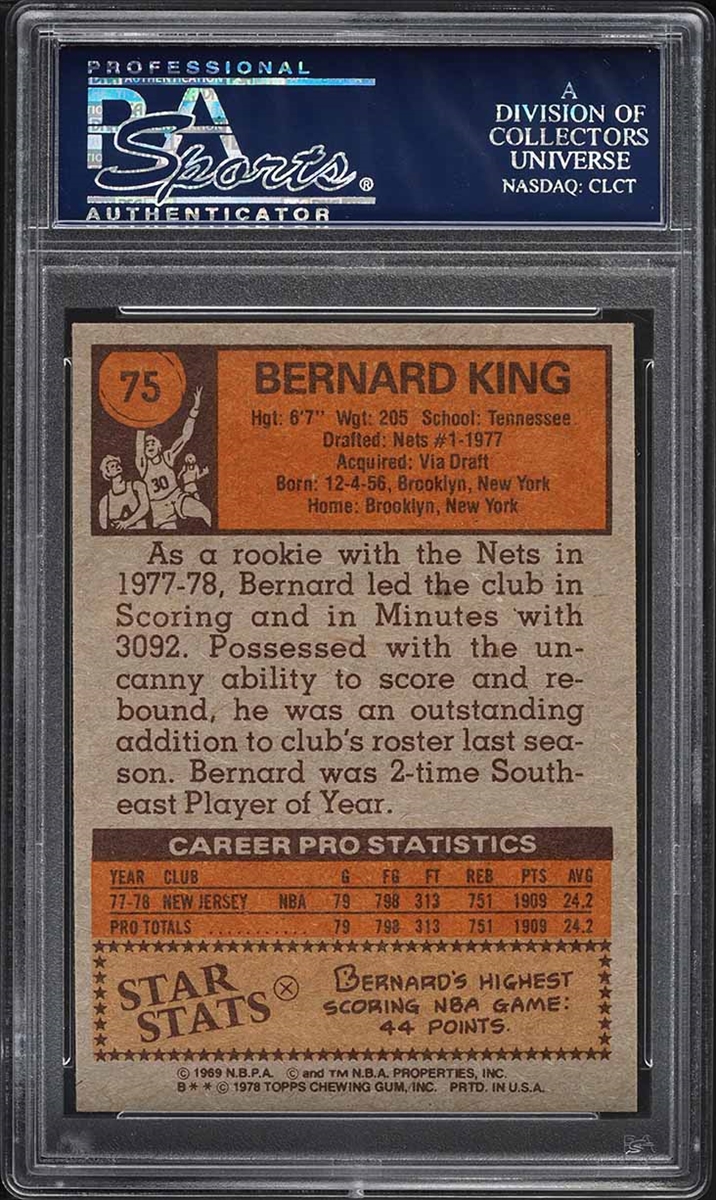 PROFESSIONAL
PSA
Sports®
AUTHENTICATOR
A
DIVISION OF
COLLECTORS
UNIVERSE
NASDAQ: CLCT
75
30
BERNARD KING
Hgt: 6'7" Wgt: 205 School: Tennessee
Drafted: Nets #1-1977
Acquired: Via Draft
Born: 12-4-56, Brooklyn, New York
Home: Brooklyn, New York
As a rookie with the Nets in
1977-78, Bernard led the club in
Scoring and in Minutes with
3092. Possessed with the un-
canny ability to score and re-
bound, he was an outstanding
addition to club's roster last sea-
son. Bernard was 2-time South-
east Player of Year.
CAREER PRO STATISTICS
YEAR CLUB G FG FT REB PTS AVG
77-78 NEW JERSEY NBA 79 798 313 751 1909 24.2
PRO TOTALS ........... 79 798 313 751 1909 24.2
STAR
STATS
BERNARD'S HIGHEST
SCORING NBA GAME:
44 POINTS.
© 1969 N.B.P.A. © and TM N.B.A. PROPERTIES, INC.
B * * © 1978 TOPPS CHEWING GUM, INC. PRTD. IN U.S.A.